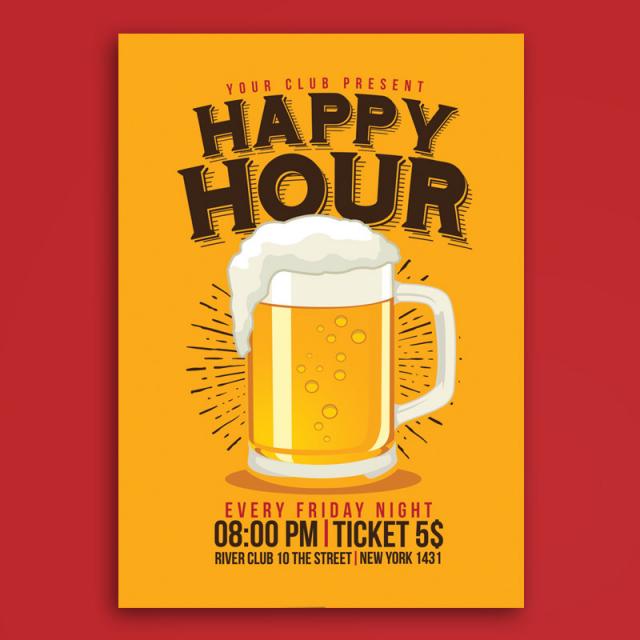 YOUR CLUB PRESENT
HAPPY
HOUR
EVERY FRIDAY NIGHT
08:00 PM | TICKET 5$
RIVER CLUB 10 THE STREET | NEW YORK 1431